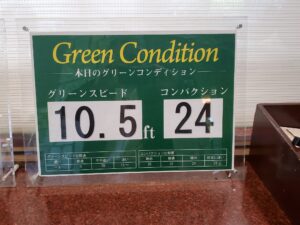 Green Condition
本日のグリーンコンディション
グリーンスピード コンパクション
10.5ft 24